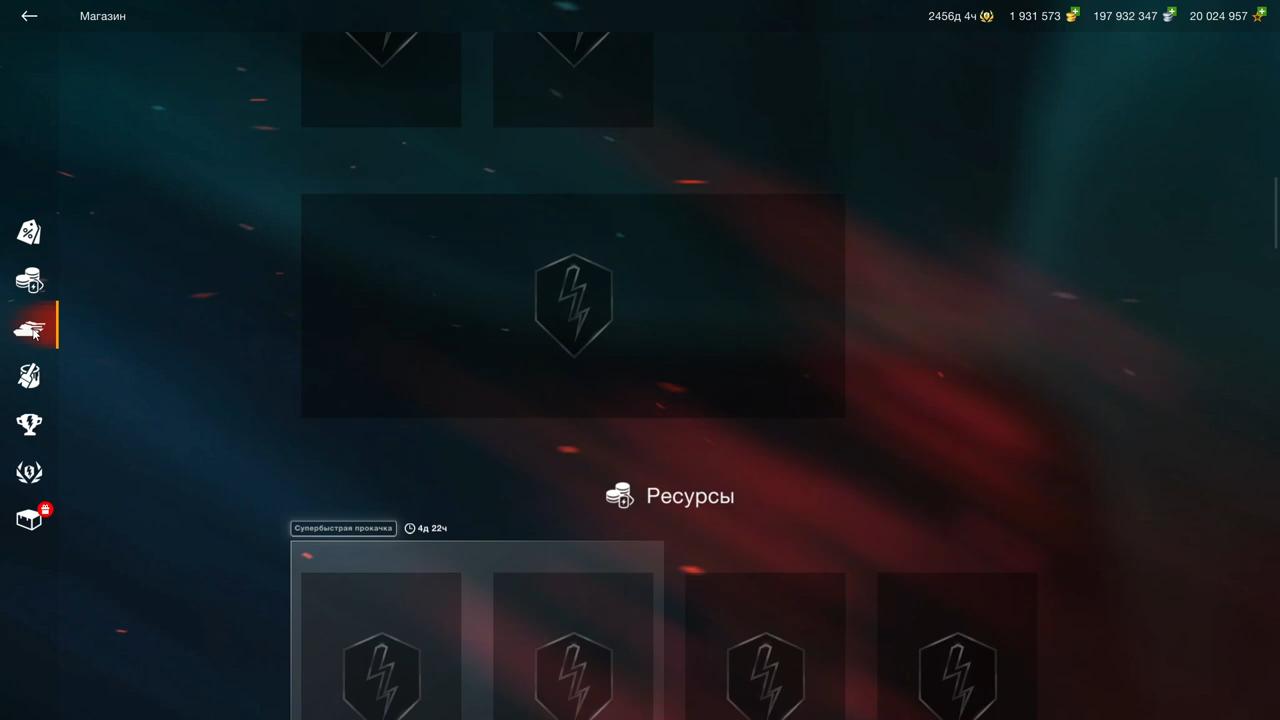 Магазин
2456д 4ч
1 931 573
197 932 347
20 024 957
Ресурсы
Супербыстрая прокачка
4д 22ч